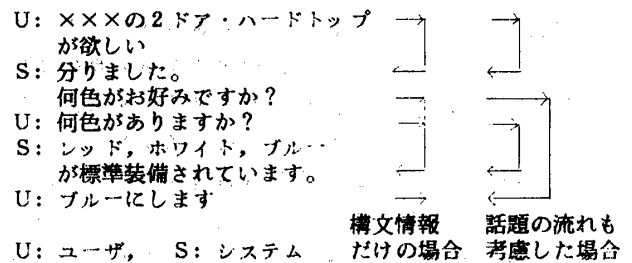 U: ×××の2ドア・ハードトップ
が欲しい
S: 分りました。
何色がお好みですか?
U: 何色がありますか?
S: レッド,ホワイト,ブルー
が標準装備されています。
U: ブルーにします
構文情報 話題の流れも
U: ユーザ, S: システム だけの場合 考慮した場合